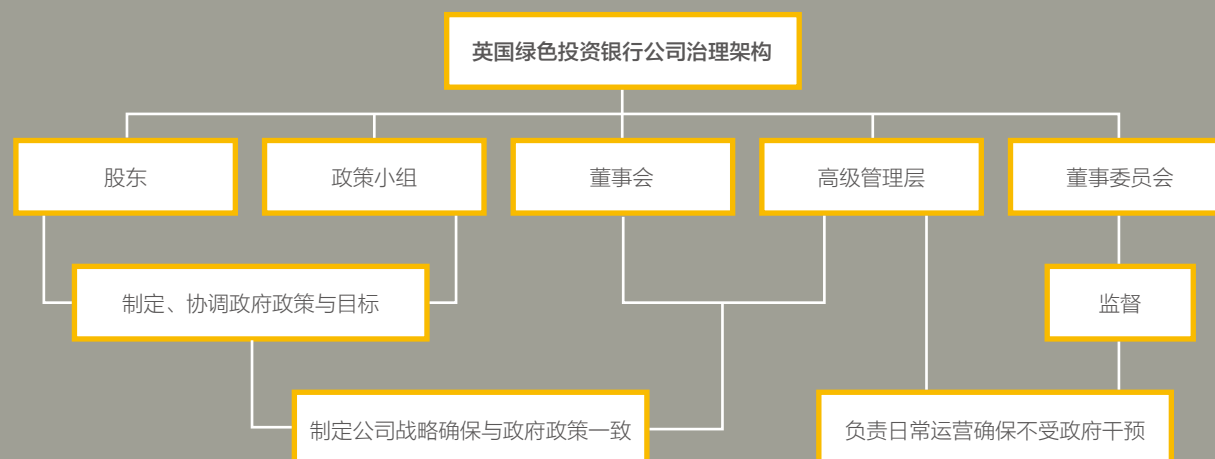 英国绿色投资银行公司治理架构
股东
政策小组
董事会
高级管理层
董事委员会
制定、协调政府政策与目标
监督
制定公司战略确保与政府政策一致
负责日常运营确保不受政府干预